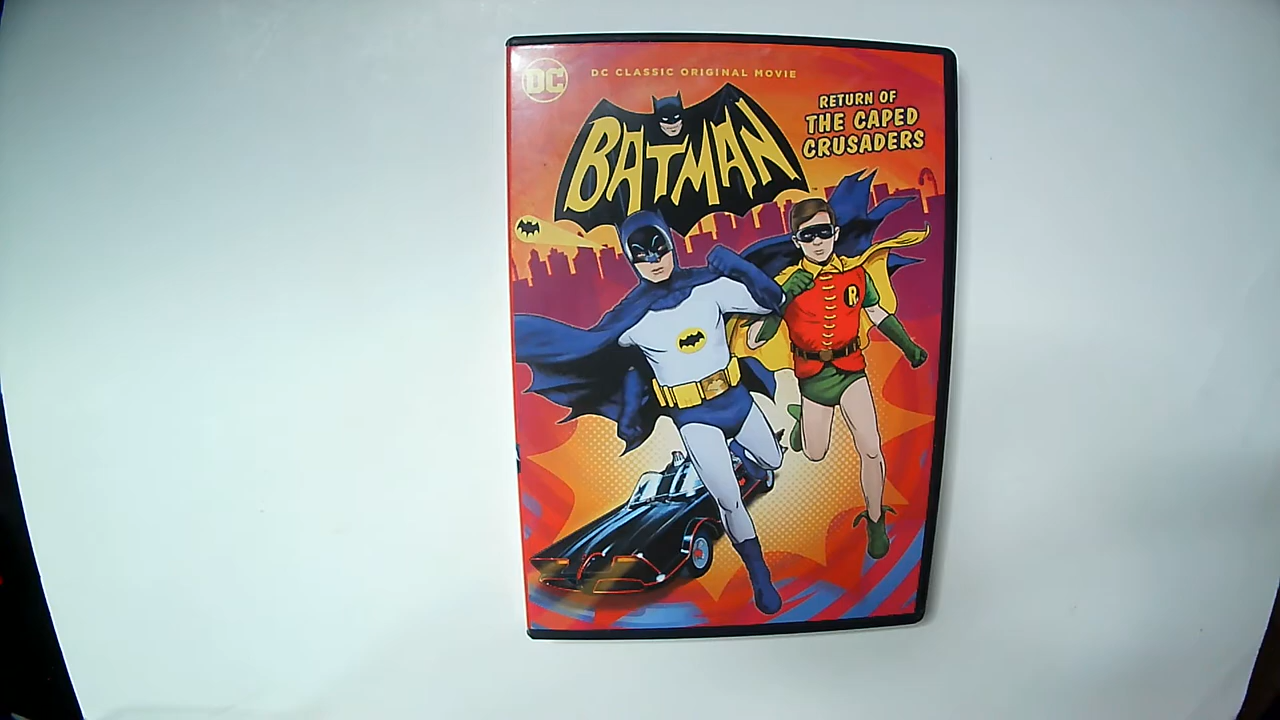 DC
DC CLASSIC ORIGINAL MOVIE
BATMAN
RETURN OF
THE CAPED
CRUSADERS
R